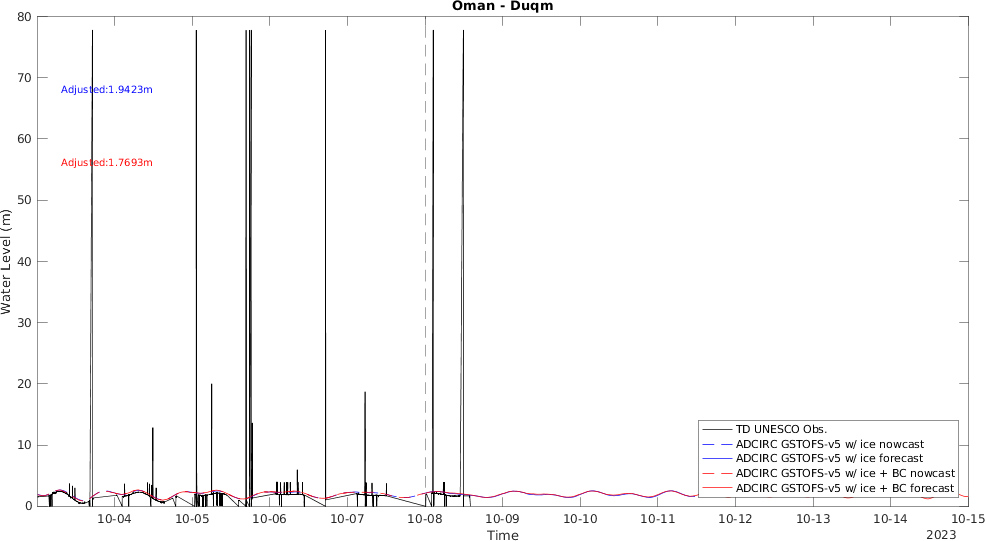 Oman - Duqm
80
70
60
50
40
30
20
10
0
Water Level (m)
Adjusted:1.9423m
Adjusted:1.7693m
TD UNESCO Obs.
ADCIRC GSTOFS-v5 w/ ice nowcast
ADCIRC GSTOFS-v5 w/ ice forecast
ADCIRC GSTOFS-v5 w/ ice + BC nowcast
ADCIRC GSTOFS-v5 w/ ice + BC forecast
10-04 10-05 10-06 10-07 10-08 10-09 10-10 10-11 10-12 10-13 10-14 10-15
Time
2023